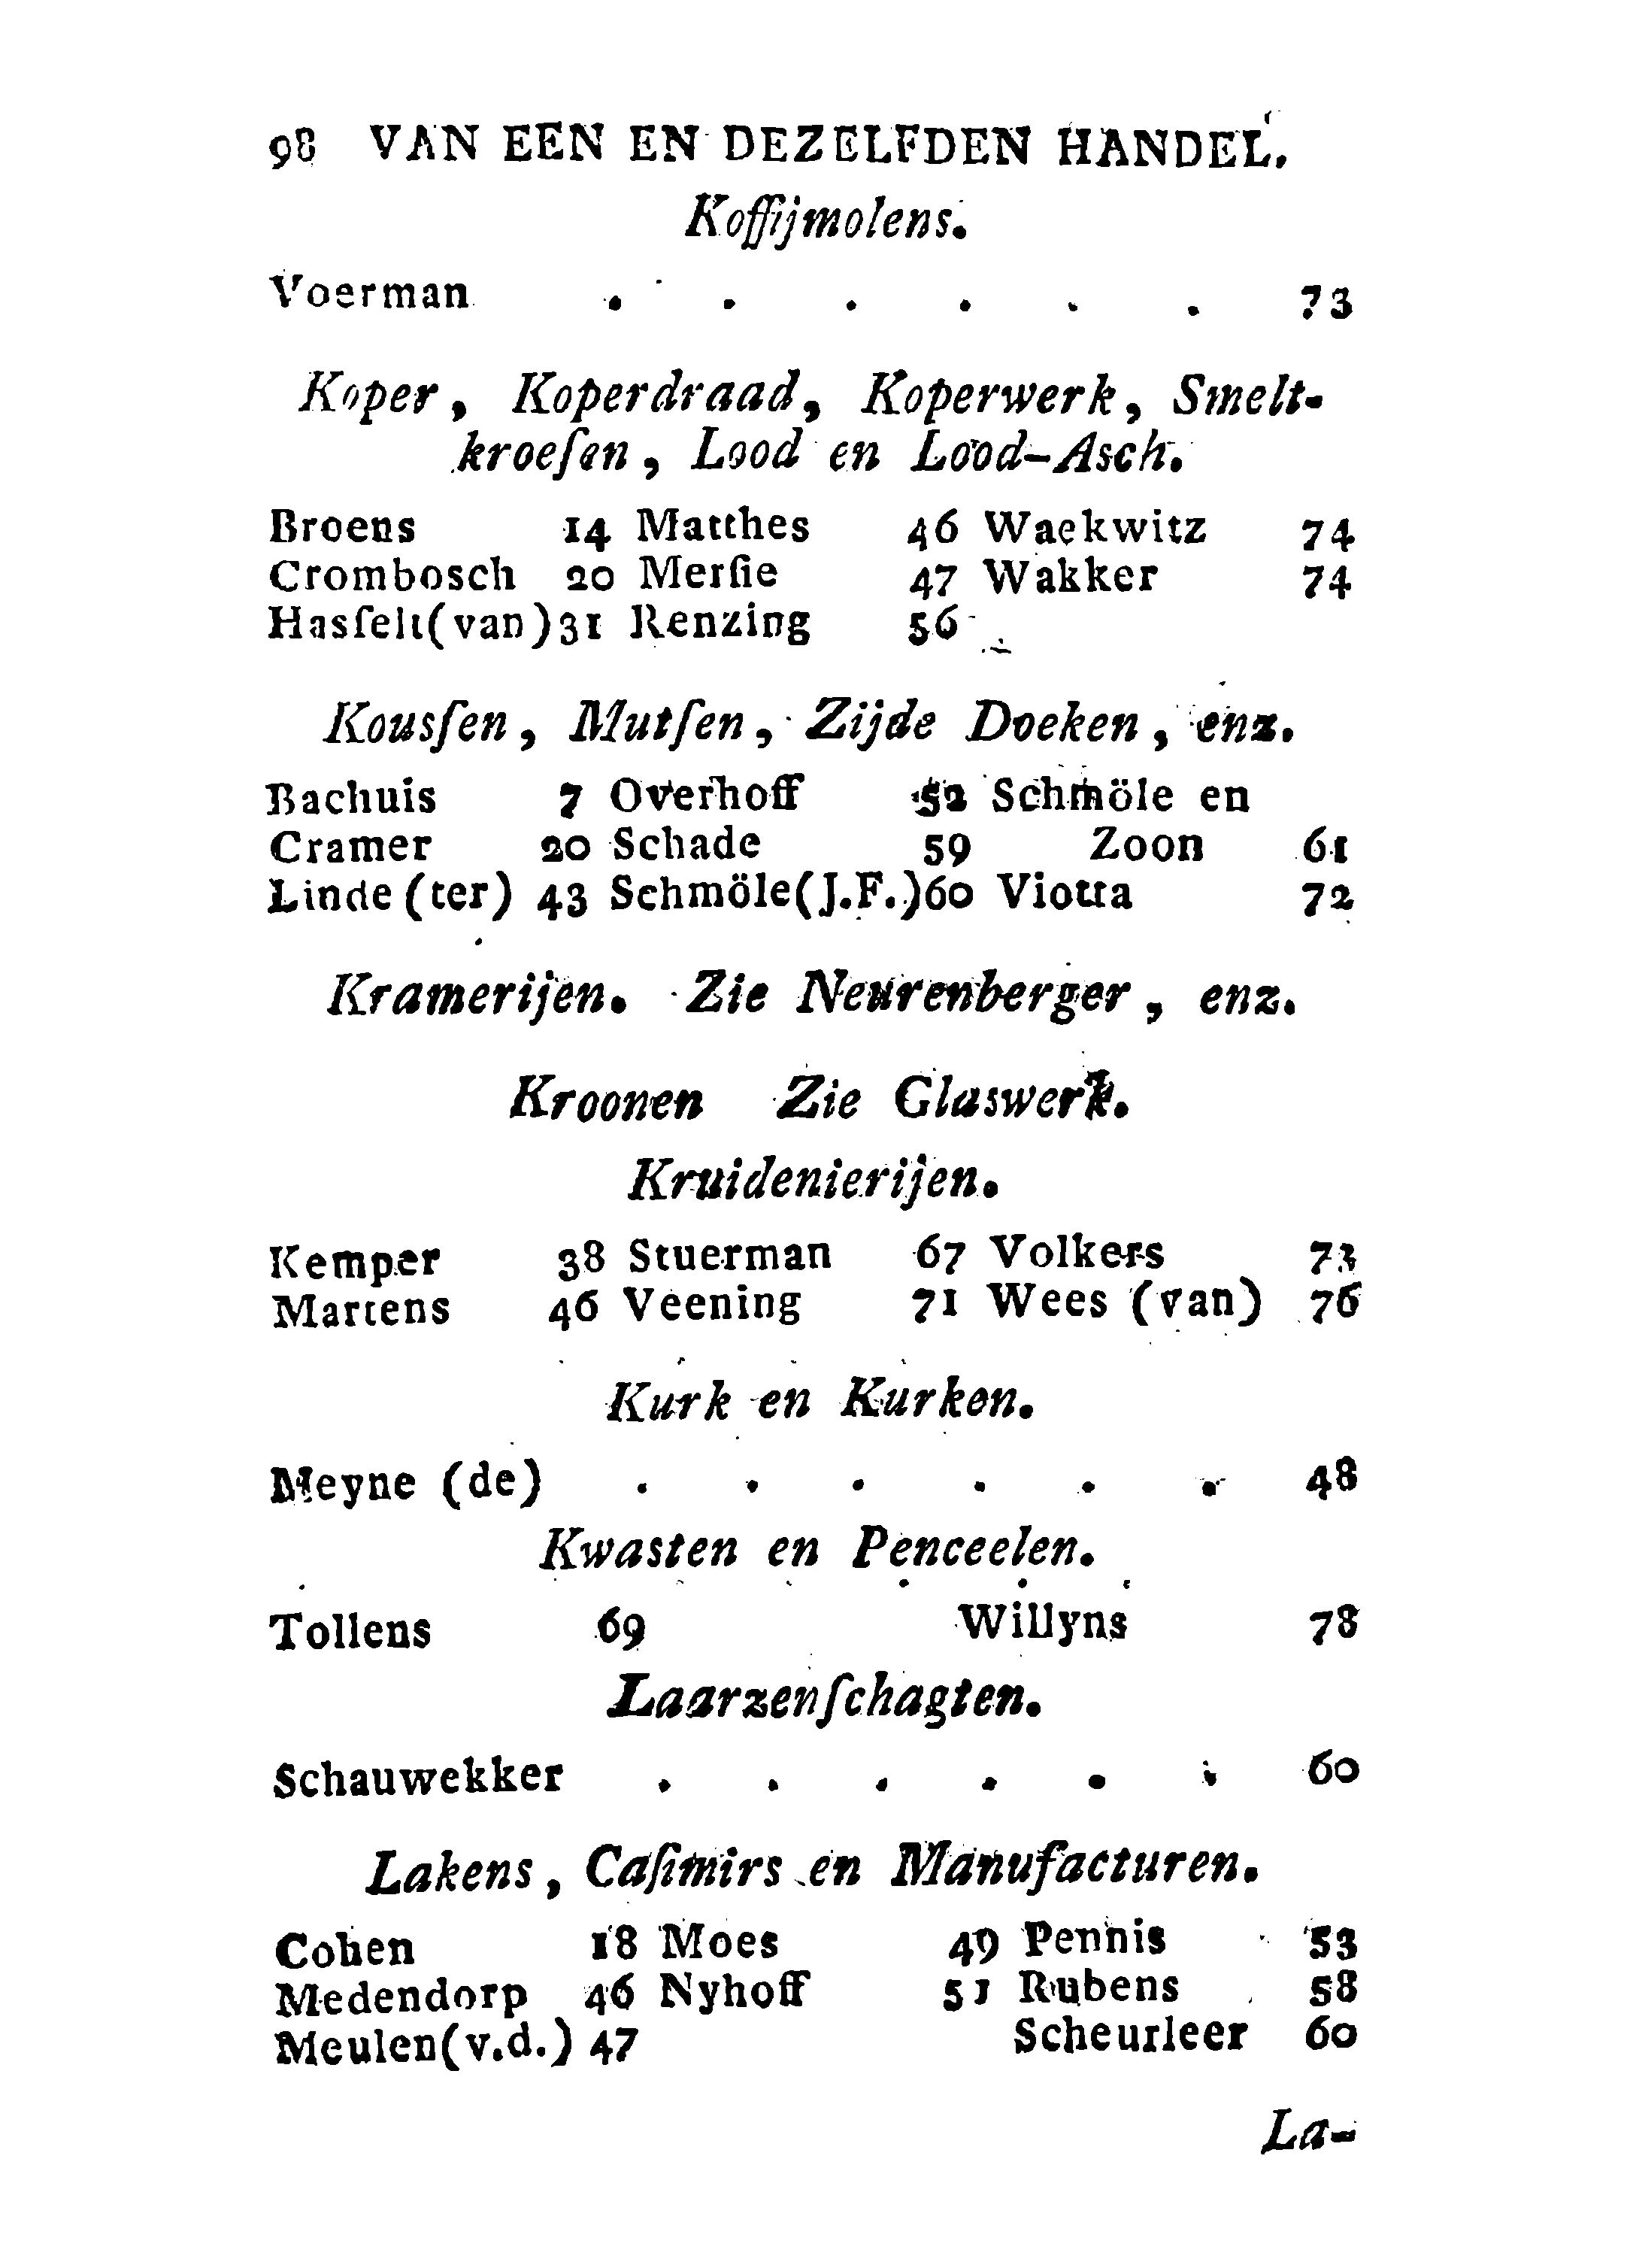 98 VAN EEN EN DEZELFDEN HANDEL.
Koffijmolens.
Voerman . . . . . . 73
Koper, Koperdraad, Koperwerk, Smelt-
kroeſen, Lood en Lood-Asch.
Broens 14 Matthes 46 Waekwitz 74
Crombosch 20 Merſie 47 Wakker 74
Hasſelt(van) 31 Renzing 56
Kousſen, Mutſen, Zijde Doeken, enz.
Bachuis 7 Overhoff 52 Schmöle en
Cramer 20 Schade 59 Zoon 61
Linde (ter) 43 Schmöle(J.F.) 60 Viotta 72
Kramerijen. Zie Neurenberger, enz.
Kroonen Zie Glaswerk.
Kruidenierijen.
Kemper 38 Stuerman 67 Volkers 73
Martens 46 Veening 71 Wees (van) 76
Kurk en Kurken.
Meyne (de) . . . . . . 48
Kwasten en Penceelen.
Tollens 69 Willyns 78
Laarzenſchagten.
Schauwekker . . . . . . 60
Lakens, Caſimirs en Manufacturen.
Cohen 18 Moes 49 Pennis 53
Medendorp 46 Nyhoff 51 Rubens 58
Meulen(v.d.) 47 Scheurleer 60
La-